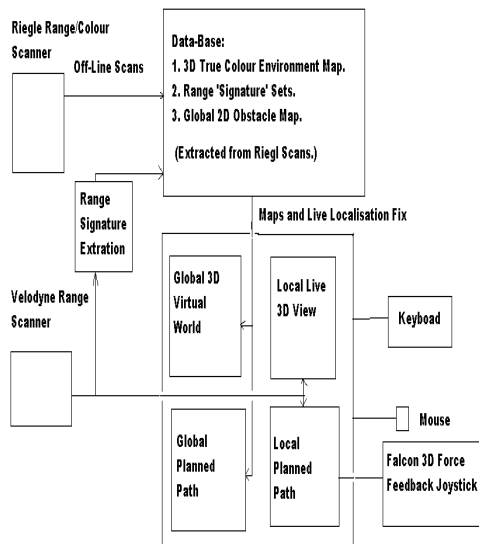 Riegle Range/Colour
Scanner
Off-Line Scans
Data-Base:
1. 3D True Colour Environment Map.
2. Range 'Signature' Sets.
3. Global 2D Obstacle Map.
(Extracted from Riegl Scans.)
Range
Signature
Extration
Maps and Live Localisation Fix
Velodyne Range
Scanner
Global 3D
Virtual
World
Local Live
3D View
Keyboad
Mouse
Global
Planned
Path
Local
Planned
Path
Falcon 3D Force
Feedback Joystick